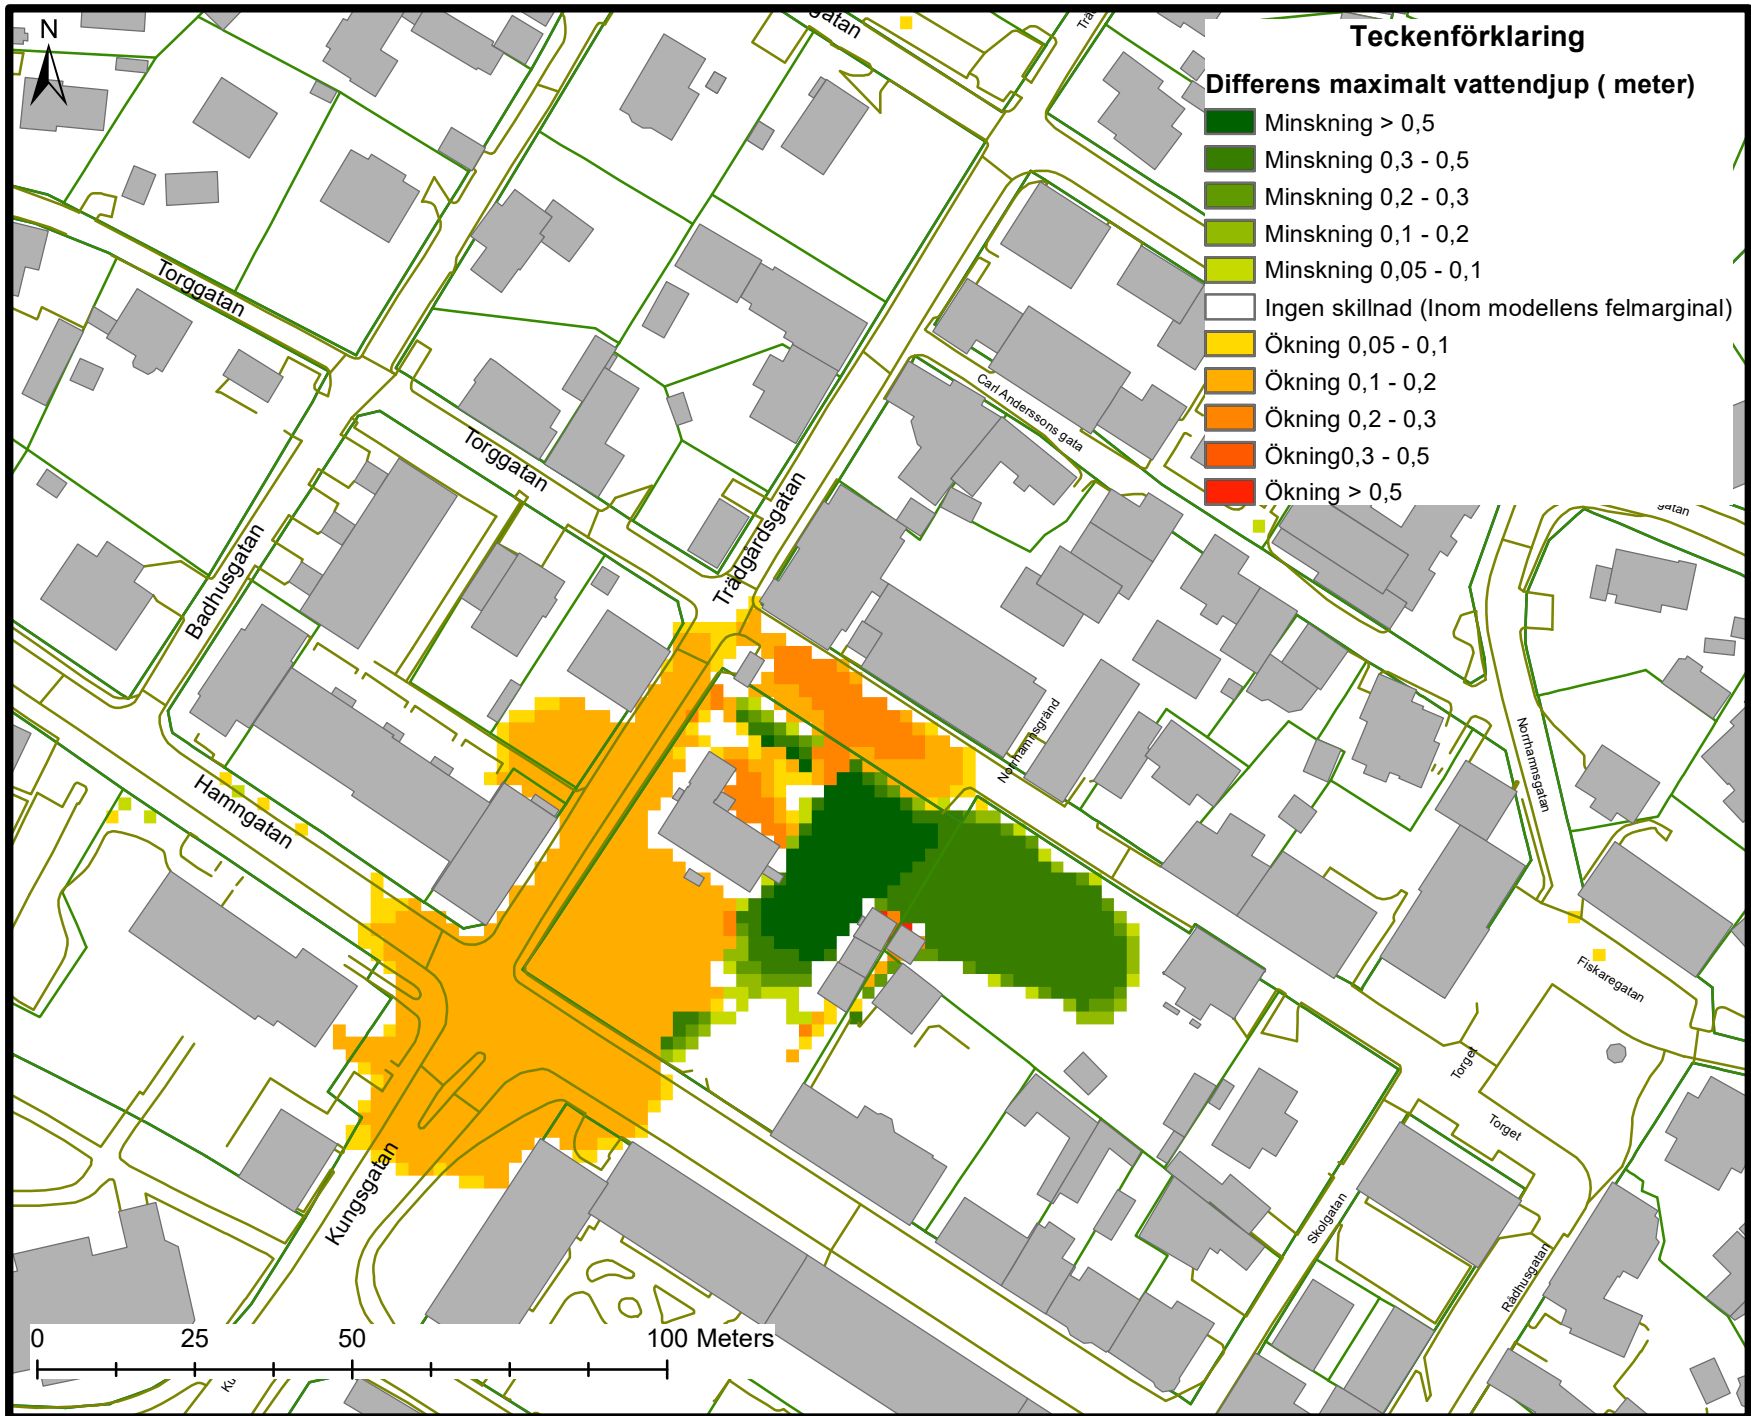 N
gatan
Trä
Teckenförklaring
Differens maximalt vattendjup ( meter)
Minskning > 0,5
Minskning 0,3 - 0,5
Minskning 0,2 - 0,3
Minskning 0,1 - 0,2
Minskning 0,05 - 0,1
Ingen skillnad (Inom modellens felmarginal)
Ökning 0,05 - 0,1
Ökning 0,1 - 0,2
Ökning 0,2 - 0,3
Ökning0,3 - 0,5
Ökning > 0,5
Torggatan
Carl Anderssons gata
Torggatan
gatan
Trädgårdsgatan
Badhusgatan
Norrhamnsgränd
Norrhamnsgatan
Hamngatan
Fiskaregatan
Torget
Torget
Kungsgatan
Skolgatan
Rådhusgatan
0 25 50 100 Meters
Ku